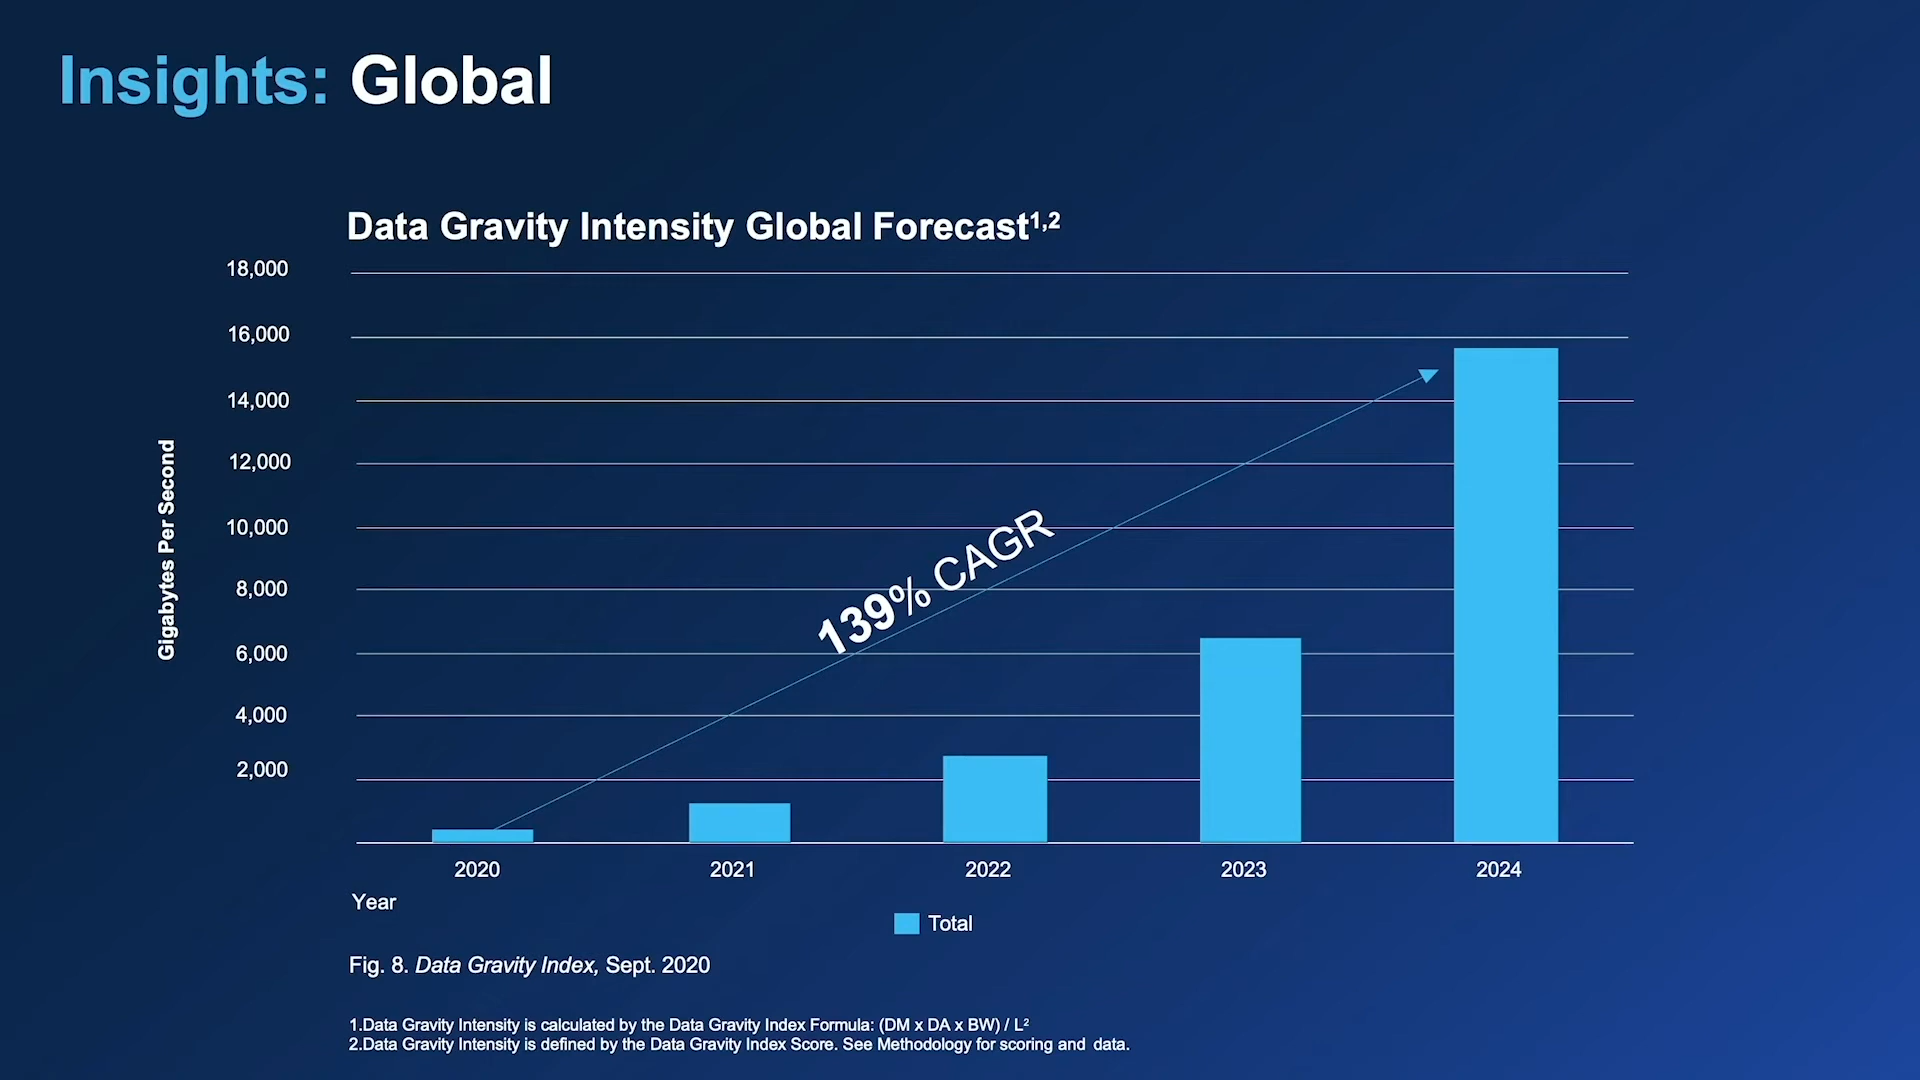 Insights: Global
Data Gravity Intensity Global Forecast¹,²
18,000
16,000
14,000
12,000
10,000
8,000
6,000
4,000
2,000
Gigabytes Per Second
139% CAGR
2020 2021 2022 2023 2024
Year
Total
Fig. 8. Data Gravity Index, Sept. 2020
1.Data Gravity Intensity is calculated by the Data Gravity Index Formula: (DM x DA x BW) / L²
2.Data Gravity Intensity is defined by the Data Gravity Index Score. See Methodology for scoring and data.